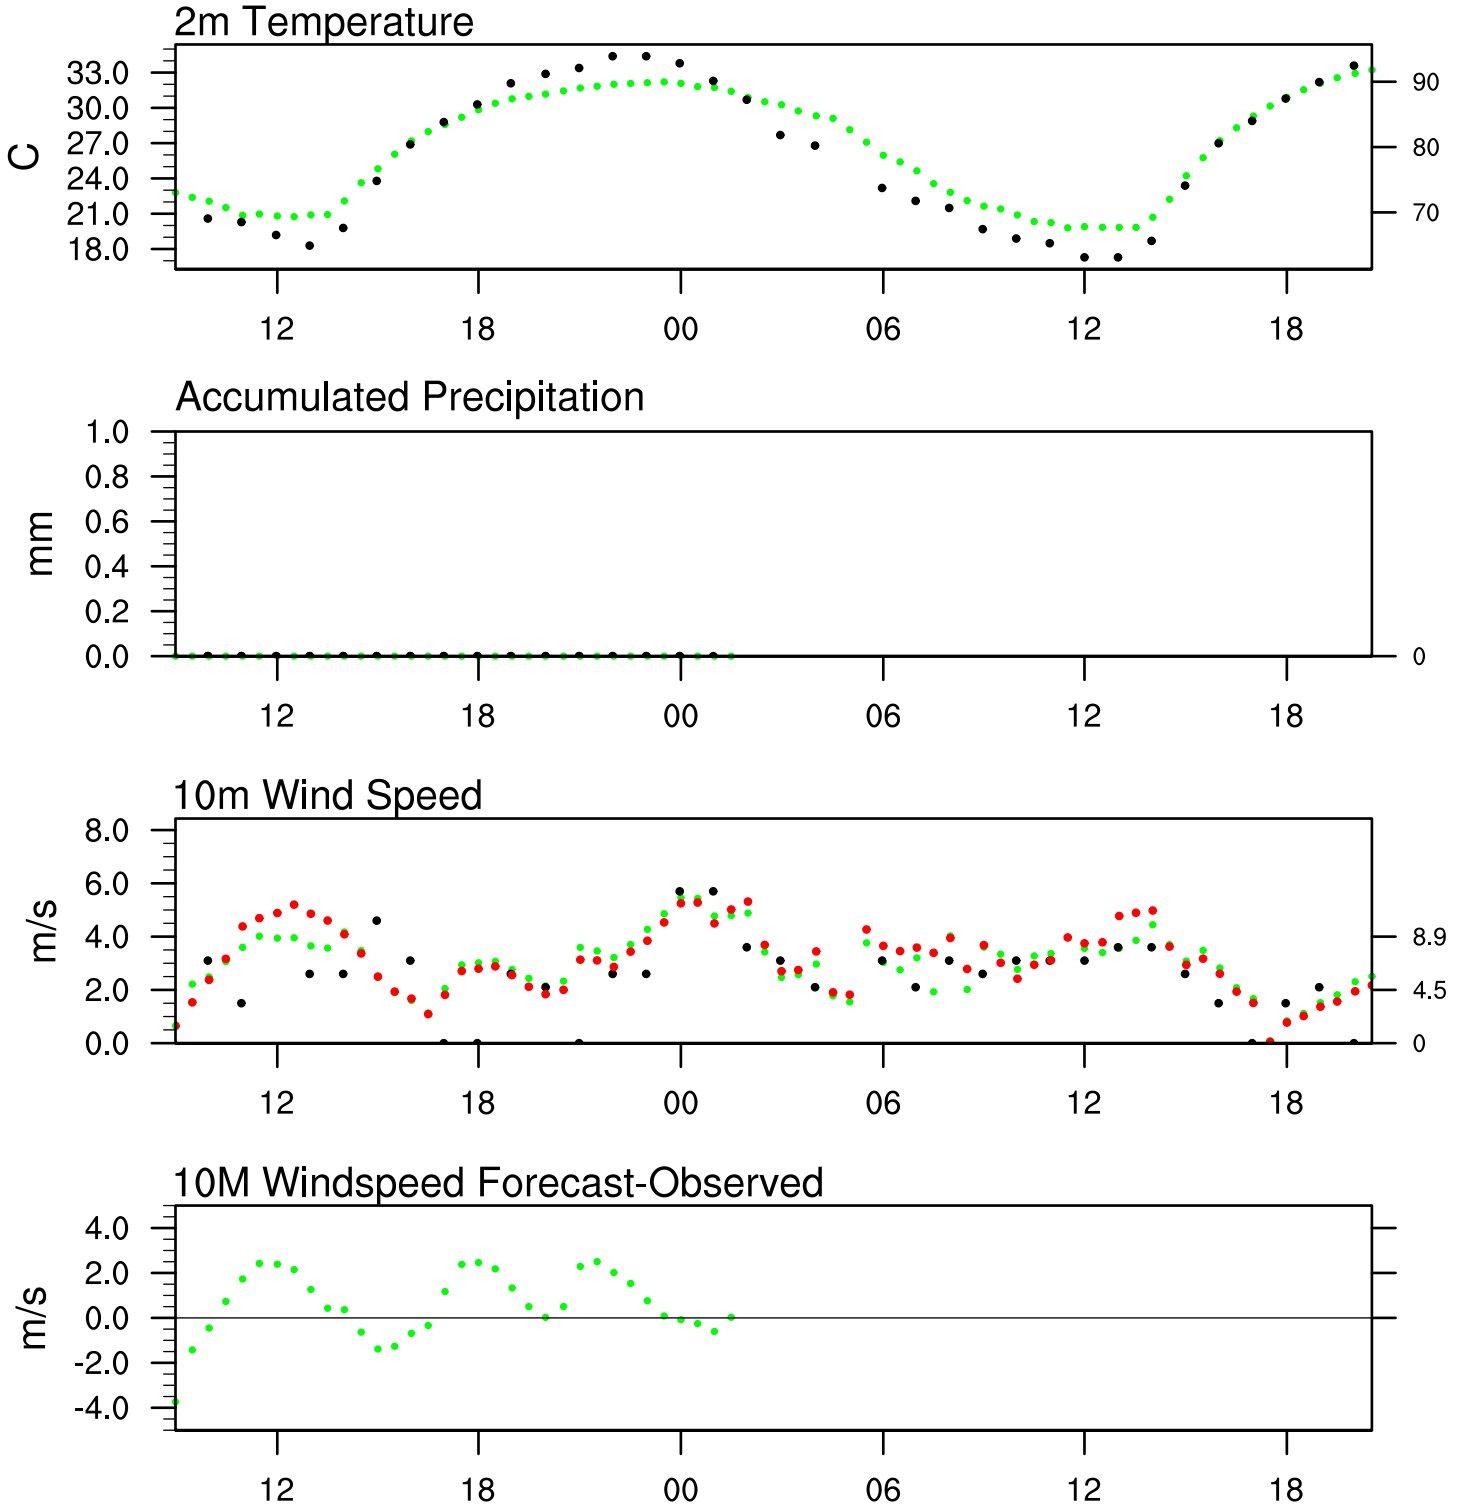 2m Temperature
33.0
30.0
27.0
24.0
21.0
18.0
C
90
80
70
12 18 00 06 12 18
Accumulated Precipitation
1.0
0.8
0.6
0.4
0.2
0.0
mm
0
12 18 00 06 12 18
10m Wind Speed
8.0
6.0
4.0
2.0
0.0
m/s
8.9
4.5
0
12 18 00 06 12 18
10M Windspeed Forecast-Observed
4.0
2.0
0.0
-2.0
-4.0
m/s
12 18 00 06 12 18